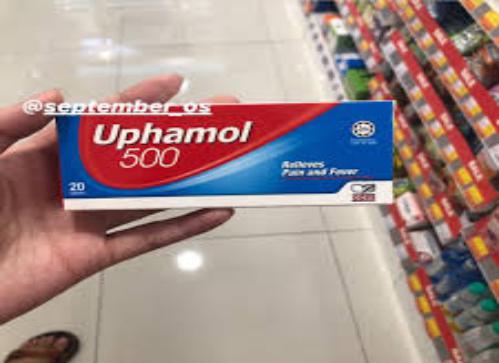 @september_os
Uphamol
500
20
Relieves
Pain and Fever